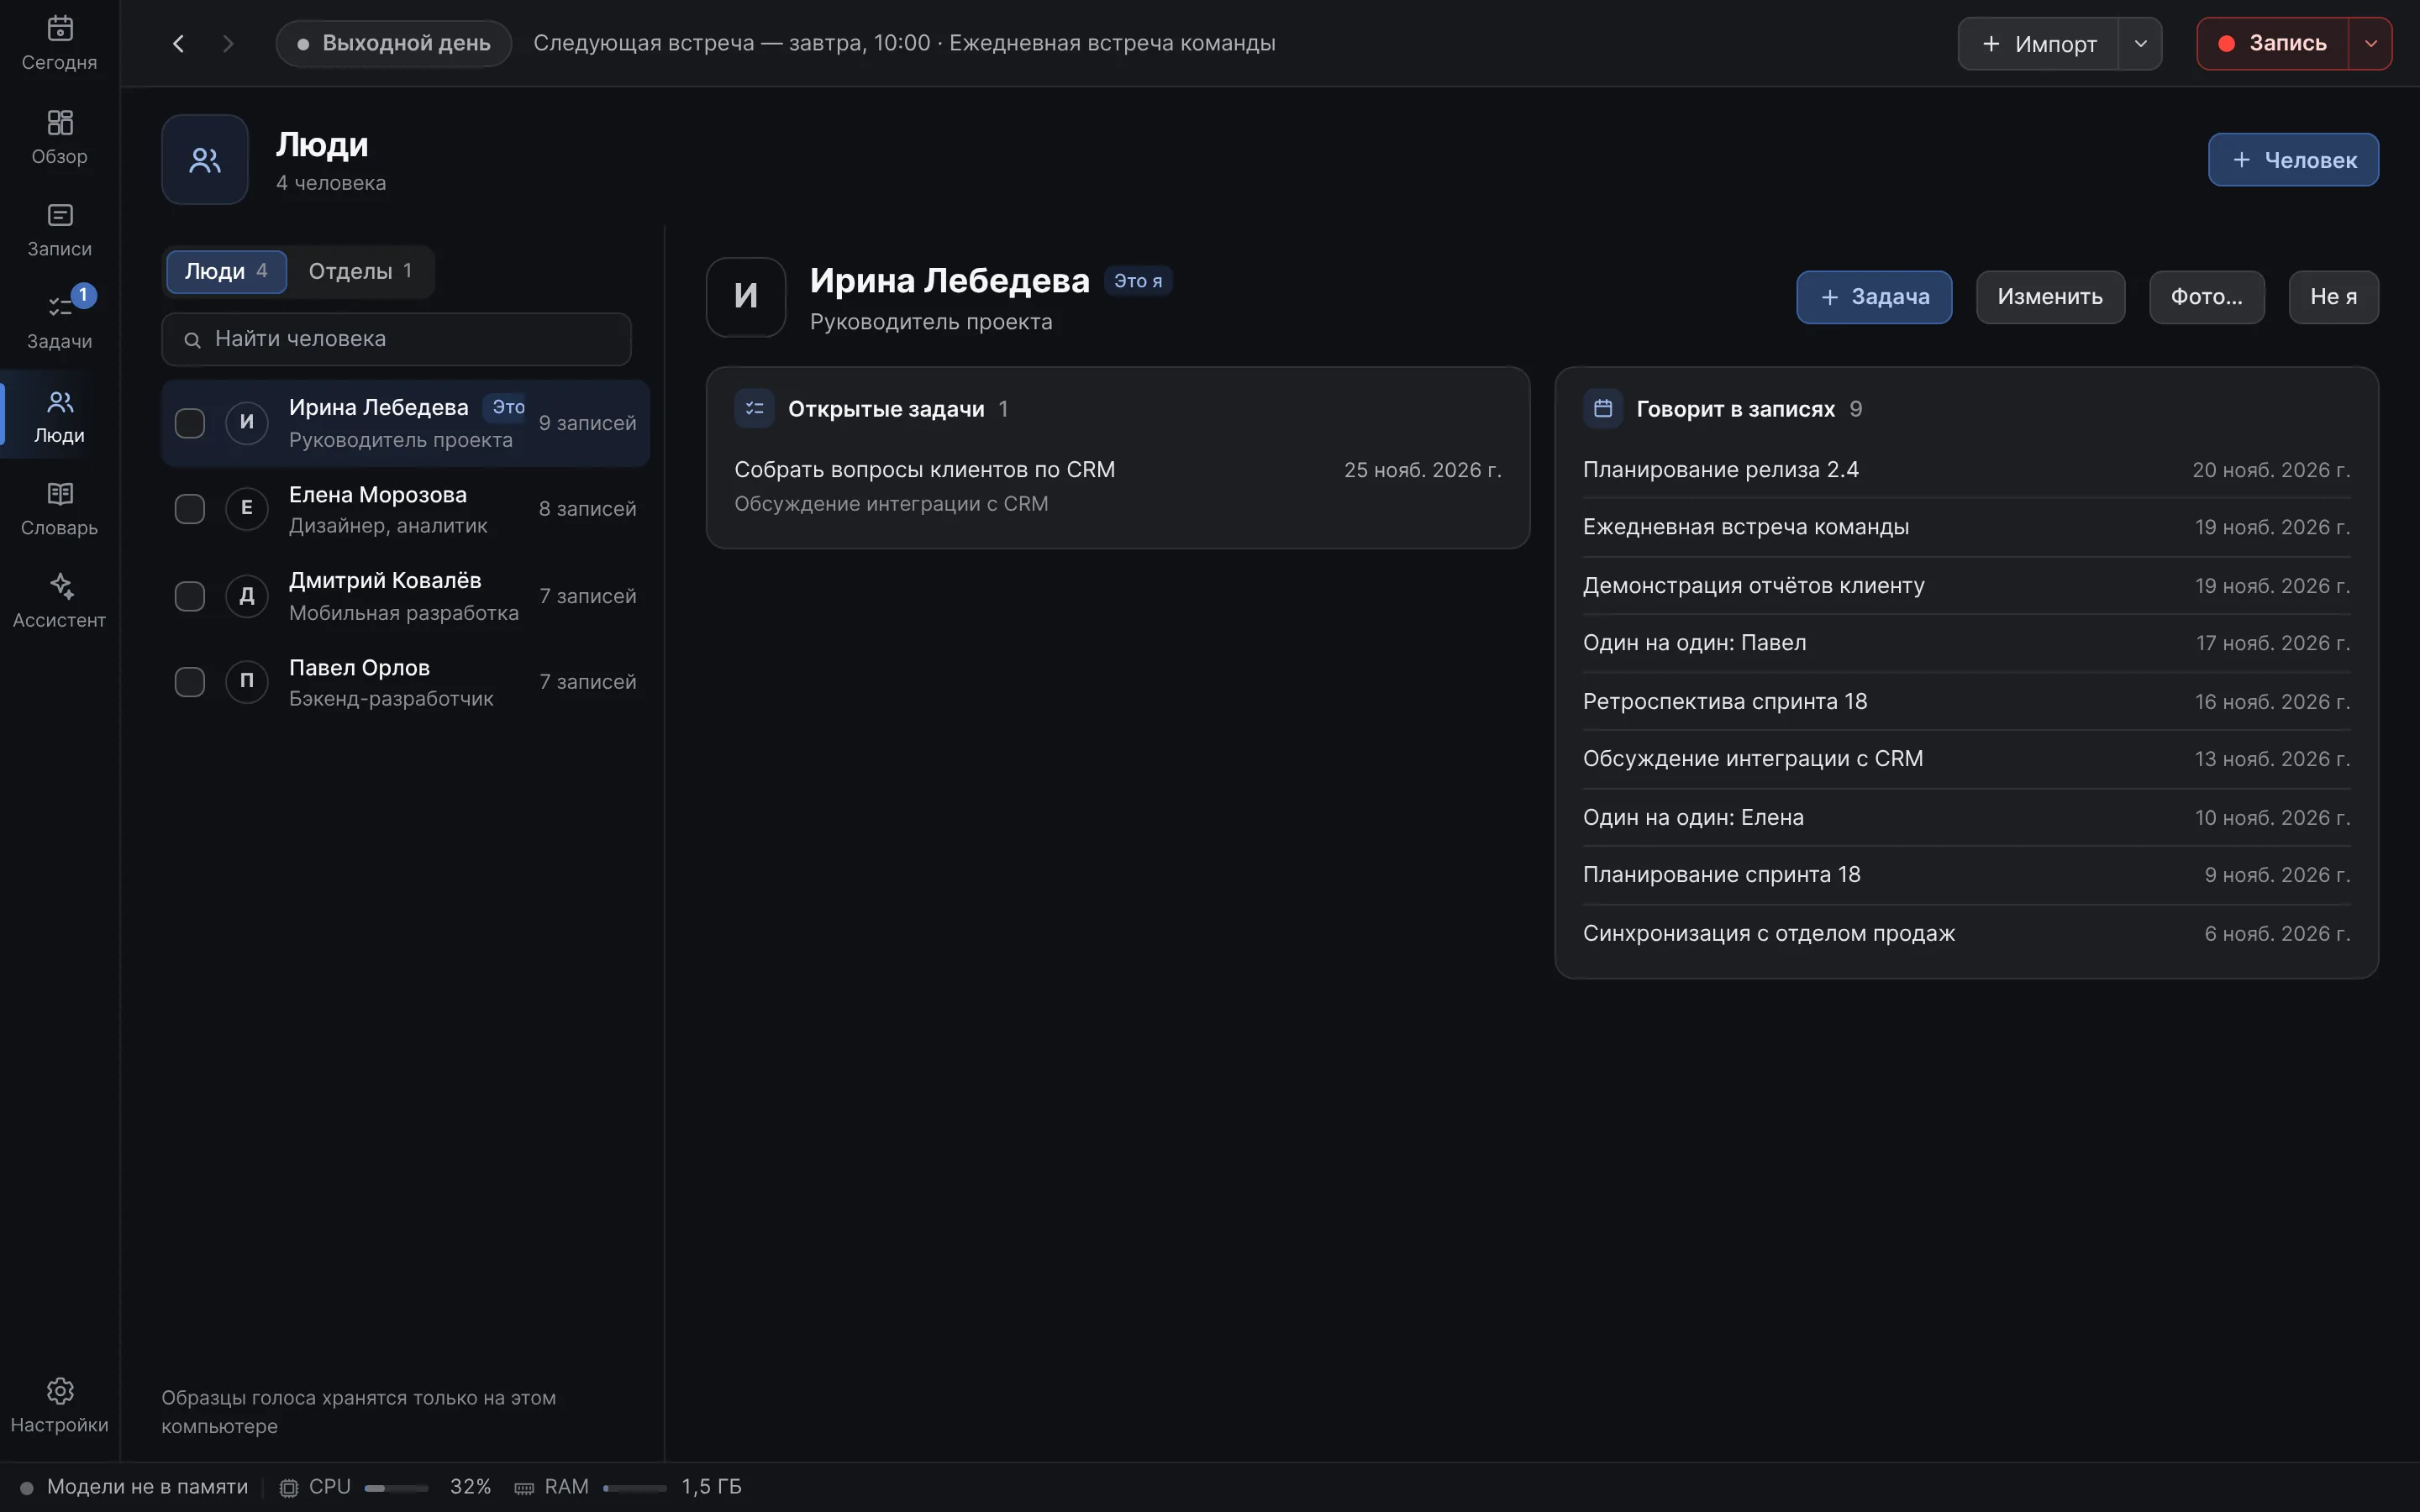 Сегодня
Обзор
Записи
1
Задачи
Люди
Словарь
Ассистент
Настройки
Выходной день
Следующая встреча — завтра, 10:00 · Ежедневная встреча команды
Импорт
Запись
Люди
4 человека
Человек
Люди 4
Отделы 1
Найти человека
Ирина Лебедева Это
Руководитель проекта
9 записей
Елена Морозова
Дизайнер, аналитик
8 записей
Дмитрий Ковалёв
Мобильная разработка
7 записей
Павел Орлов
Бэкенд-разработчик
7 записей
И
Е
Д
П
Образцы голоса хранятся только на этом
компьютере
И
Ирина Лебедева Это я
Руководитель проекта
Задача
Изменить
Фото...
Не я
Открытые задачи 1
Собрать вопросы клиентов по CRM 25 нояб. 2026 г.
Обсуждение интеграции с CRM
Говорит в записях 9
Планирование релиза 2.4 20 нояб. 2026 г.
Ежедневная встреча команды 19 нояб. 2026 г.
Демонстрация отчётов клиенту 19 нояб. 2026 г.
Один на один: Павел 17 нояб. 2026 г.
Ретроспектива спринта 18 16 нояб. 2026 г.
Обсуждение интеграции с CRM 13 нояб. 2026 г.
Один на один: Елена 10 нояб. 2026 г.
Планирование спринта 18 9 нояб. 2026 г.
Синхронизация с отделом продаж 6 нояб. 2026 г.
Модели не в памяти CPU 32% RAM 1,5 ГБ